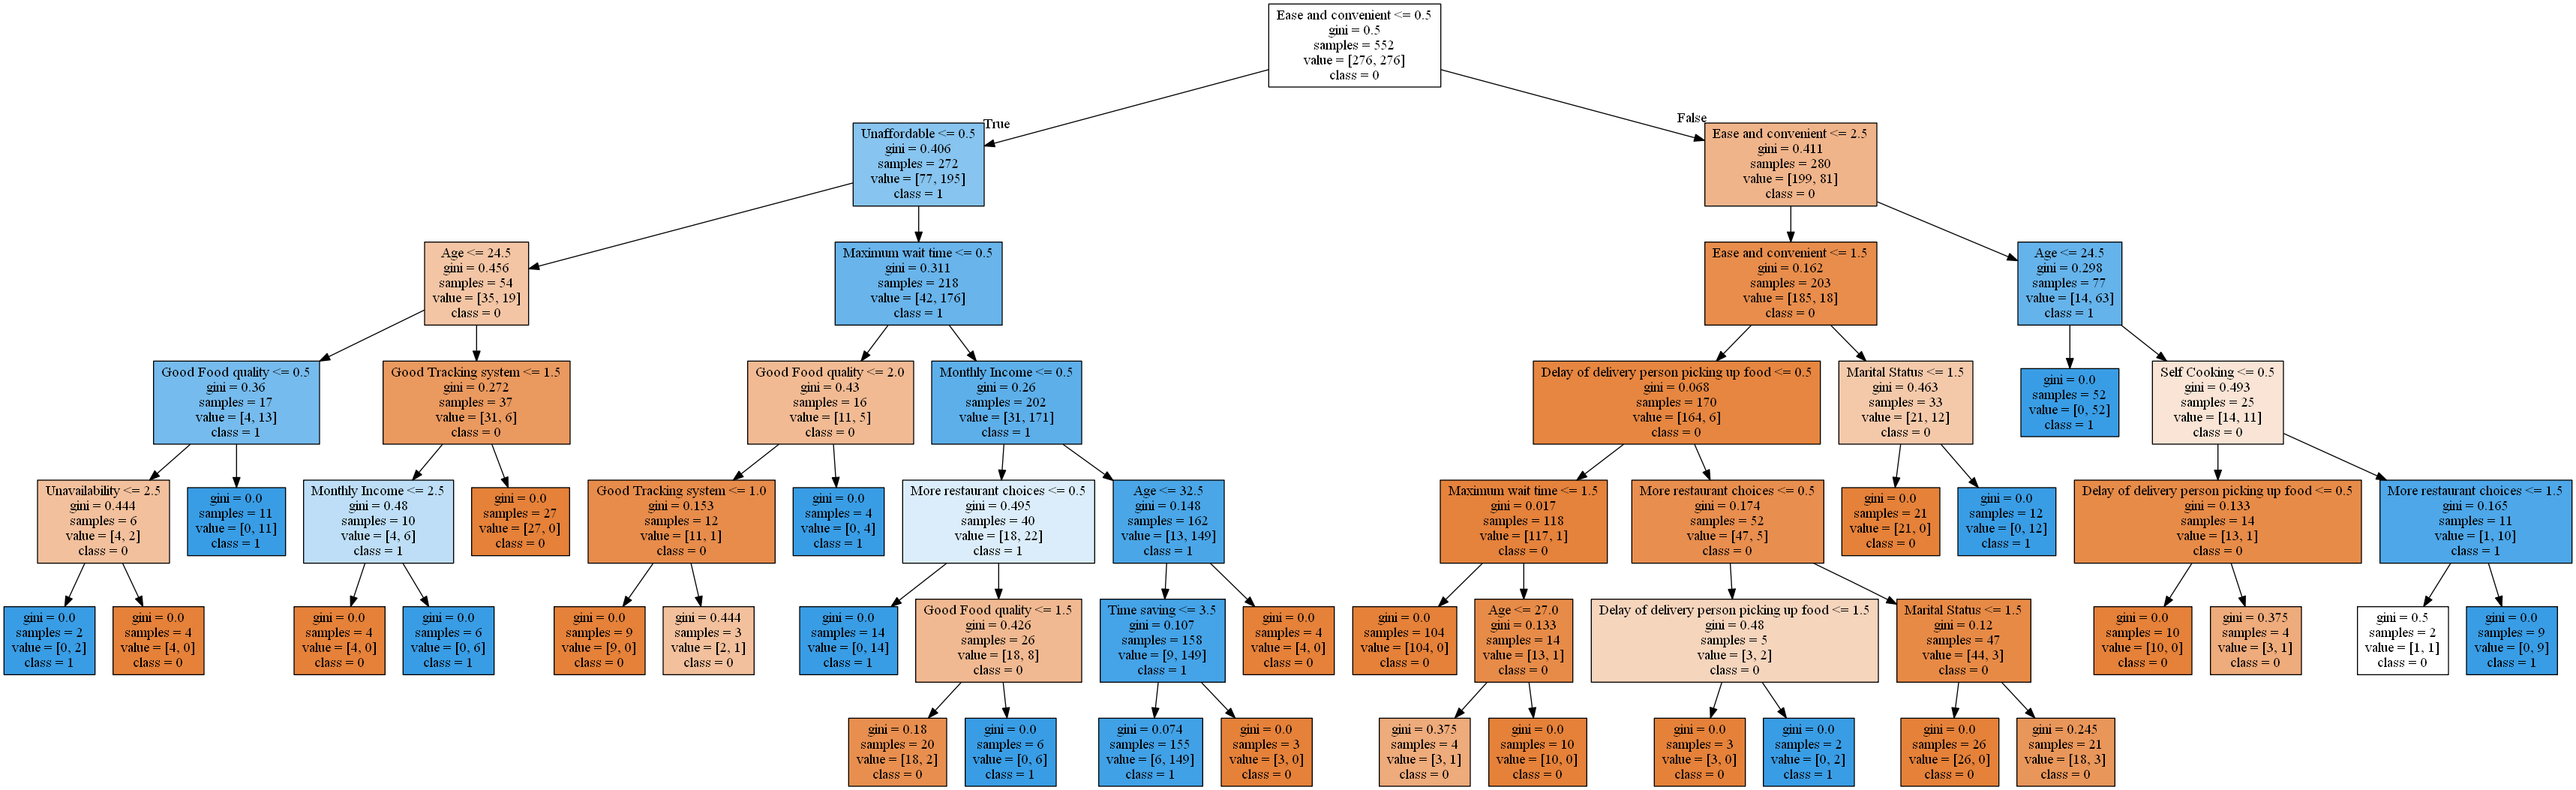 Ease and convenient <= 0.5
gini = 0.5
samples = 552
value = [276, 276]
class = 0
True
False
Unaffordable <= 0.5
gini = 0.406
samples = 272
value = [77, 195]
class = 1
Ease and convenient <= 2.5
gini = 0.411
samples = 280
value = [199, 81]
class = 0
Age <= 24.5
gini = 0.456
samples = 54
value = [35, 19]
class = 0
Maximum wait time <= 0.5
gini = 0.311
samples = 218
value = [42, 176]
class = 1
Ease and convenient <= 1.5
gini = 0.162
samples = 203
value = [185, 18]
class = 0
Age <= 24.5
gini = 0.298
samples = 77
value = [14, 63]
class = 1
Good Food quality <= 0.5
gini = 0.36
samples = 17
value = [4, 13]
class = 1
Good Tracking system <= 1.5
gini = 0.272
samples = 37
value = [31, 6]
class = 0
Good Food quality <= 2.0
gini = 0.43
samples = 16
value = [11, 5]
class = 0
Monthly Income <= 0.5
gini = 0.26
samples = 202
value = [31, 171]
class = 1
Delay of delivery person picking up food <= 0.5
gini = 0.068
samples = 170
value = [164, 6]
class = 0
Marital Status <= 1.5
gini = 0.463
samples = 33
value = [21, 12]
class = 0
gini = 0.0
samples = 52
value = [0, 52]
class = 1
Self Cooking <= 0.5
gini = 0.493
samples = 25
value = [14, 11]
class = 0
Unavailability <= 2.5
gini = 0.444
samples = 6
value = [4, 2]
class = 0
gini = 0.0
samples = 11
value = [0, 11]
class = 1
Monthly Income <= 2.5
gini = 0.48
samples = 10
value = [4, 6]
class = 1
gini = 0.0
samples = 27
value = [27, 0]
class = 0
Good Tracking system <= 1.0
gini = 0.153
samples = 12
value = [11, 1]
class = 0
gini = 0.0
samples = 4
value = [0, 4]
class = 1
More restaurant choices <= 0.5
gini = 0.495
samples = 40
value = [18, 22]
class = 1
Age <= 32.5
gini = 0.148
samples = 162
value = [13, 149]
class = 1
Maximum wait time <= 1.5
gini = 0.017
samples = 118
value = [117, 1]
class = 0
More restaurant choices <= 0.5
gini = 0.174
samples = 52
value = [47, 5]
class = 0
gini = 0.0
samples = 21
value = [21, 0]
class = 0
gini = 0.0
samples = 12
value = [0, 12]
class = 1
Delay of delivery person picking up food <= 0.5
gini = 0.133
samples = 14
value = [13, 1]
class = 0
More restaurant choices <= 1.5
gini = 0.165
samples = 11
value = [1, 10]
class = 1
gini = 0.0
samples = 2
value = [0, 2]
class = 1
gini = 0.0
samples = 4
value = [4, 0]
class = 0
gini = 0.0
samples = 4
value = [4, 0]
class = 0
gini = 0.0
samples = 6
value = [0, 6]
class = 1
gini = 0.0
samples = 9
value = [9, 0]
class = 0
gini = 0.444
samples = 3
value = [2, 1]
class = 0
gini = 0.0
samples = 14
value = [0, 14]
class = 1
Good Food quality <= 1.5
gini = 0.426
samples = 26
value = [18, 8]
class = 0
Time saving <= 3.5
gini = 0.107
samples = 158
value = [9, 149]
class = 1
gini = 0.0
samples = 4
value = [4, 0]
class = 0
gini = 0.0
samples = 104
value = [104, 0]
class = 0
Age <= 27.0
gini = 0.133
samples = 14
value = [13, 1]
class = 0
Delay of delivery person picking up food <= 1.5
gini = 0.48
samples = 5
value = [3, 2]
class = 0
Marital Status <= 1.5
gini = 0.12
samples = 47
value = [44, 3]
class = 0
gini = 0.0
samples = 10
value = [10, 0]
class = 0
gini = 0.375
samples = 4
value = [3, 1]
class = 0
gini = 0.5
samples = 2
value = [1, 1]
class = 0
gini = 0.0
samples = 9
value = [0, 9]
class = 1
gini = 0.18
samples = 20
value = [18, 2]
class = 0
gini = 0.0
samples = 6
value = [0, 6]
class = 1
gini = 0.074
samples = 155
value = [6, 149]
class = 1
gini = 0.0
samples = 3
value = [3, 0]
class = 0
gini = 0.375
samples = 4
value = [3, 1]
class = 0
gini = 0.0
samples = 10
value = [10, 0]
class = 0
gini = 0.0
samples = 3
value = [3, 0]
class = 0
gini = 0.0
samples = 2
value = [0, 2]
class = 1
gini = 0.0
samples = 26
value = [26, 0]
class = 0
gini = 0.245
samples = 21
value = [18, 3]
class = 0